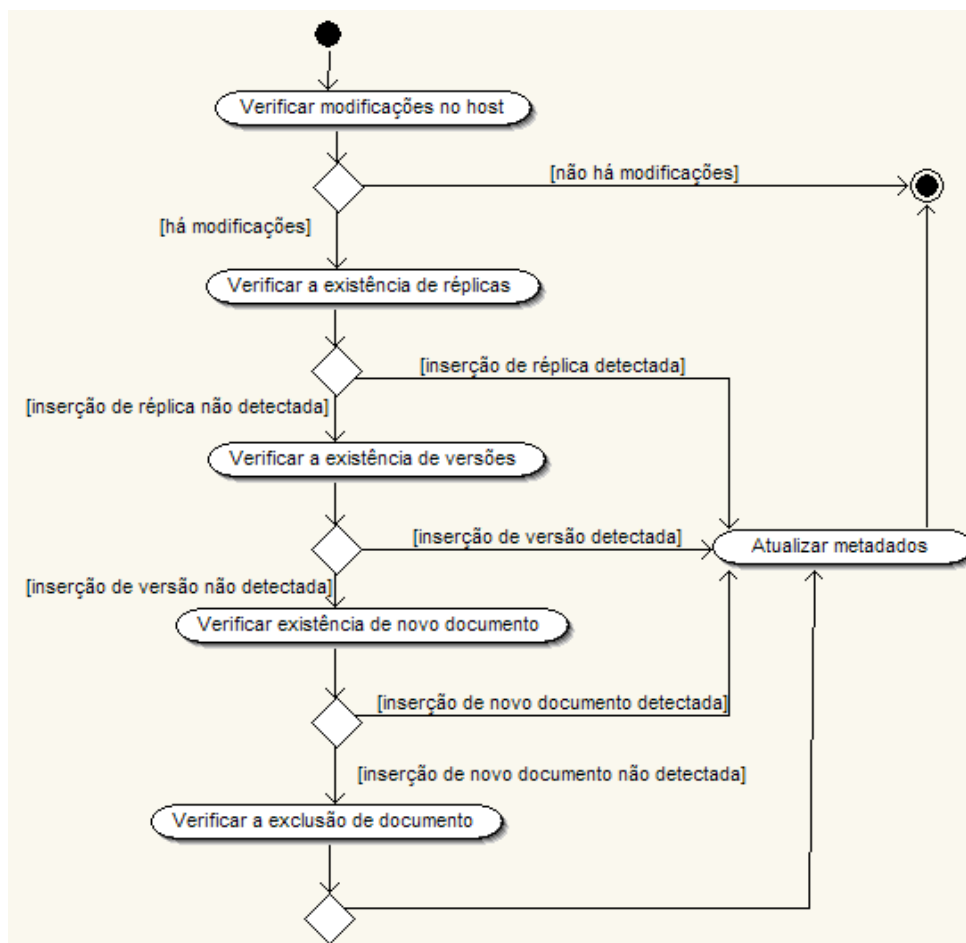 Verificar modificações no host
[não há modificações]
[há modificações]
Verificar a existência de réplicas
[inserção de réplica detectada]
[inserção de réplica não detectada]
Verificar a existência de versões
[inserção de versão detectada]
Atualizar metadados
[inserção de versão não detectada]
Verificar existência de novo documento
[inserção de novo documento detectada]
[inserção de novo documento não detectada]
Verificar a exclusão de documento